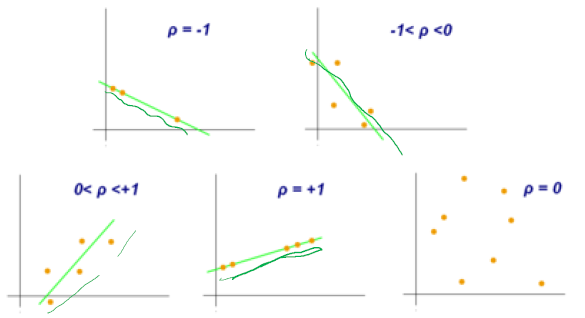 ρ = -1
-1< ρ <0
0< ρ <+1
ρ = +1
ρ = 0